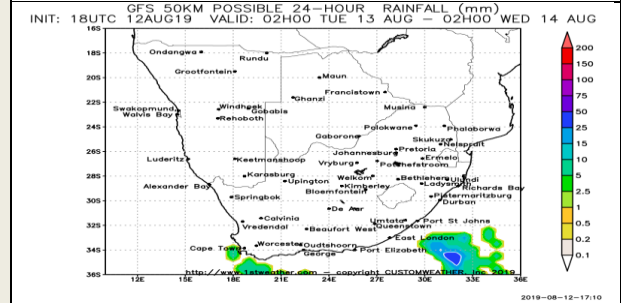 GFS 50KM POSSIBLE 24-HOUR RAINFALL (mm)
INIT: 18UTC 12AUG19 VALID: 02H00 TUE 13 AUG - 02H00 WED 14 AUG
16S
Ondangwa
Rundu
Grootfontein
Maun
20S
Francistown
Ghanzi
22S
Musina
Swakopmund
Walvis Bay
Windhoek
Gobabis
Rehoboth
24S
Polokwane
Phalaborwa
Gaborone
Skukuza
Nelspruit
26S
Pretoria
Johannesburg
Ermelo
Luderitz
Keetmanshoop
Vryburg
Potchefstroom
28S
Karasburg
Upington
Welkom
Bethlehem
Ulundi
Kimberley
Ladysmith
Richards Bay
Alexander Bay
Bloemfontein
Springbok
Pietermaritzburg
Durban
30S
De Aar
Calvinia
Vredendal
Umtata
Port St Johns
Queenstown
32S
Beaufort West
East London
34S
Cape Town
Worcester
Oudtshoorn
George
Port Elizabeth
36S
http://www.1stweather.com - copyright CUSTOMWEATHER, Inc 2019
12E 15E 18E 21E 24E 27E 30E 33E 36E
200
150
100
75
50
25
20
15
10
5
2.5
1
0.5
0.2
0.1
2019-08-12-17:10